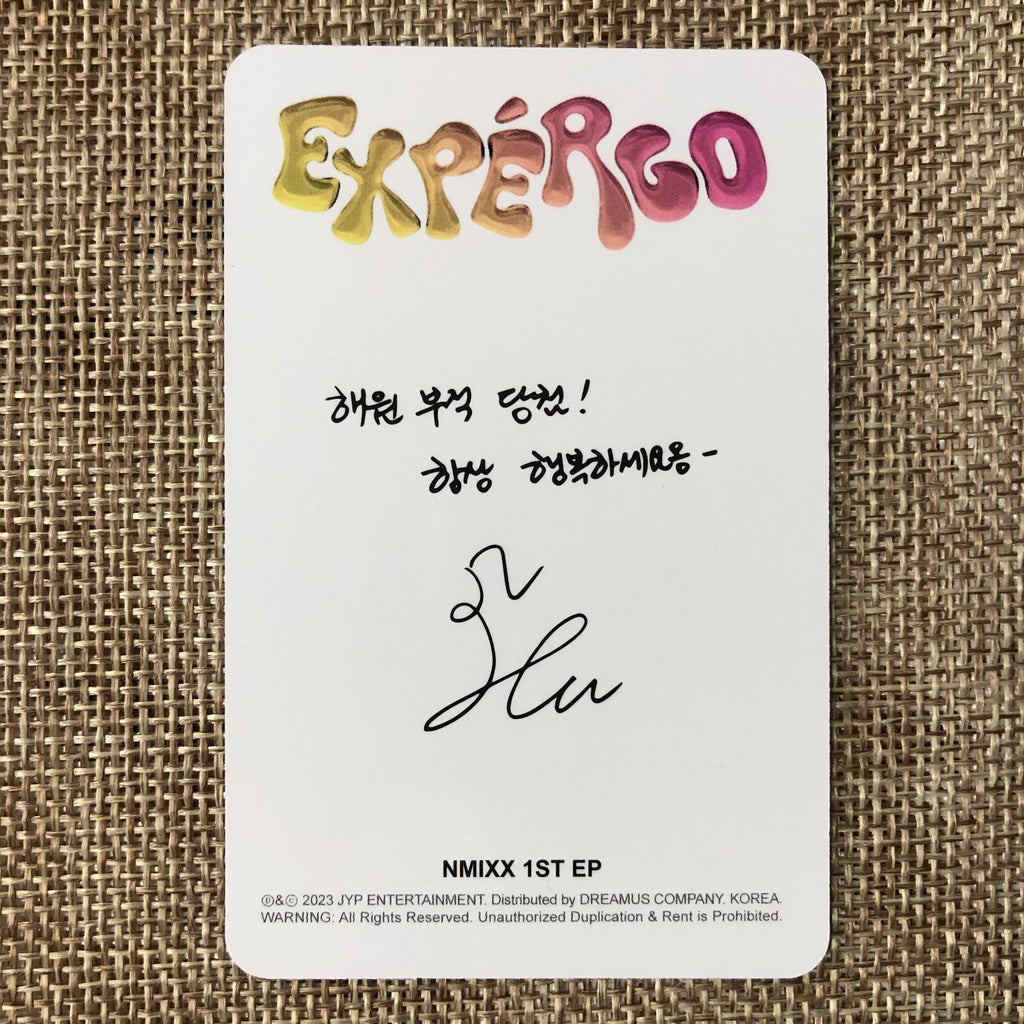 EXPÉRGO
해원 부적 당첨!
항상 행복하세요용-
NMIXX 1ST EP
℗&© 2023 JYP ENTERTAINMENT. Distributed by DREAMUS COMPANY. KOREA.
WARNING: All Rights Reserved. Unauthorized Duplication & Rent is Prohibited.